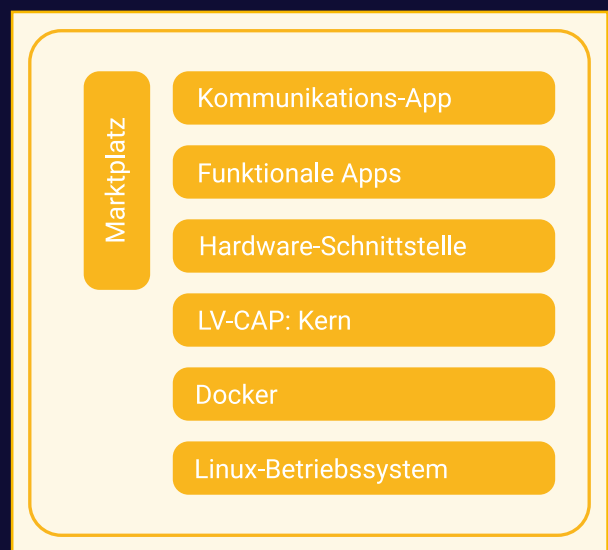 Marktplatz
Kommunikations-App
Funktionale Apps
Hardware-Schnittstelle
LV-CAP: Kern
Docker
Linux-Betriebssystem